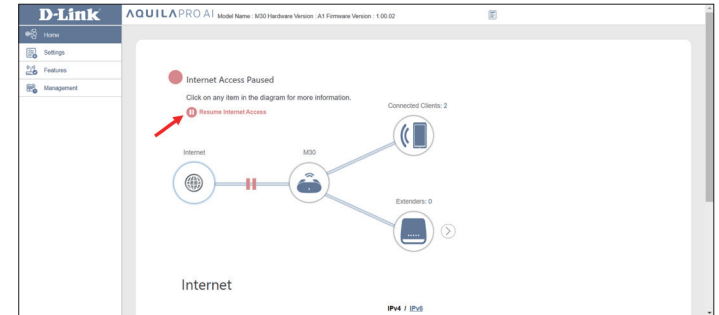 D-Link
AQUILA PRO AI Model Name : M30 Hardware Version : A1 Firmware Version : 1.00.02
Home
Settings
Features
Management
Internet Access Paused
Click on any item in the diagram for more information.
Resume Internet Access
Connected Clients: 2
Internet
M30
Extenders: 0
Internet
IPv4 / IPv6